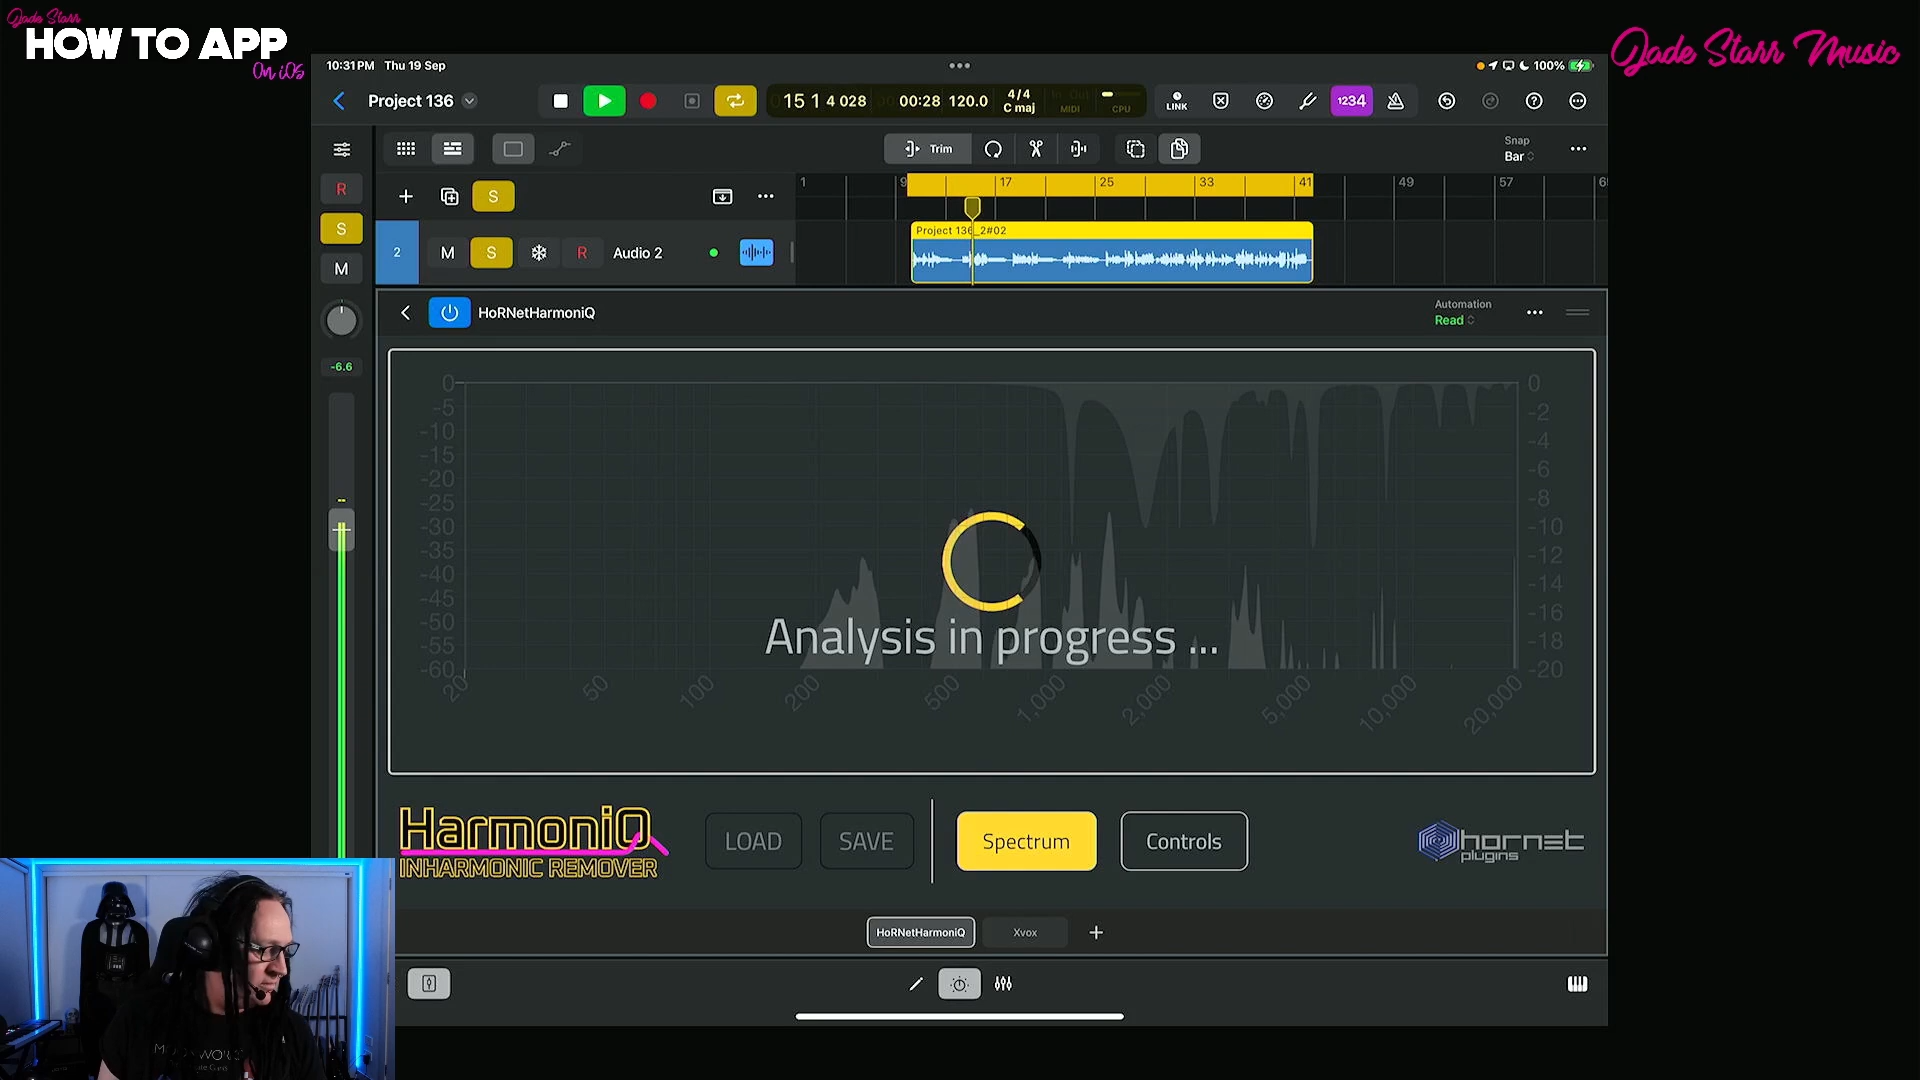 Jade Starr
HOW TO APP
On iOS
Jade Starr Music
10:31 PM Thu 19 Sep
100%
Project 136
15 1 4 028
00:28
120.0
4/4
C maj
In Out
MIDI
CPU
LINK
1234
Trim
Snap
Bar
R
S
M
S
1
9
17
25
33
41
49
57
2
M
S
R
Audio 2
Project 136_2#02
HoRNetHarmoniQ
Automation
Read
-6.6
--
0
-5
-10
-15
-20
-25
-30
-35
-40
-45
-50
-55
-60
0
-2
-4
-6
-8
-10
-12
-14
-16
-18
-20
Analysis in progress ...
20
50
100
200
500
1,000
2,000
5,000
10,000
20,000
HarmoniQ
INHARMONIC REMOVER
LOAD
SAVE
Spectrum
Controls
hornet
plugins
HoRNetHarmoniQ
Xvox